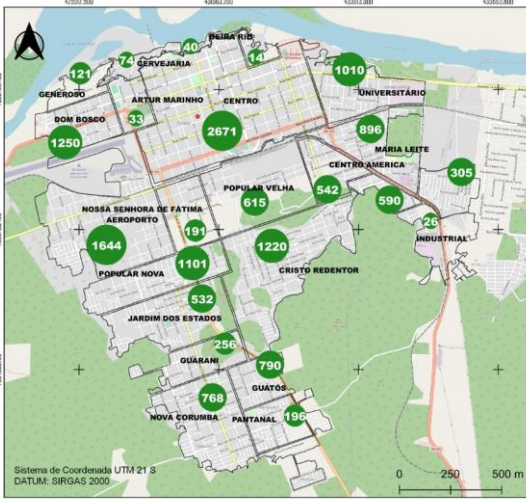 BEIRA RIO
40
14
74
CERVEJARIA
121
GENEROSO
1010
UNIVERSITÁRIO
ARTUR MARINHO
CENTRO
DOM BOSCO
33
1250
2671
896
MARIA LEITE
CENTRO AMERICA
305
POPULAR VELHA
542
615
590
NOSSA SENHORA DE FÁTIMA
AEROPORTO
26
INDUSTRIAL
191
1644
1220
1101
POPULAR NOVA
CRISTO REDENTOR
532
JARDIM DOS ESTADOS
256
GUARANI
790
GUATÓS
768
NOVA CORUMBA
PANTANAL
196
Sistema de Coordenada UTM 21 S
DATUM: SIRGAS 2000
0 250 500 m